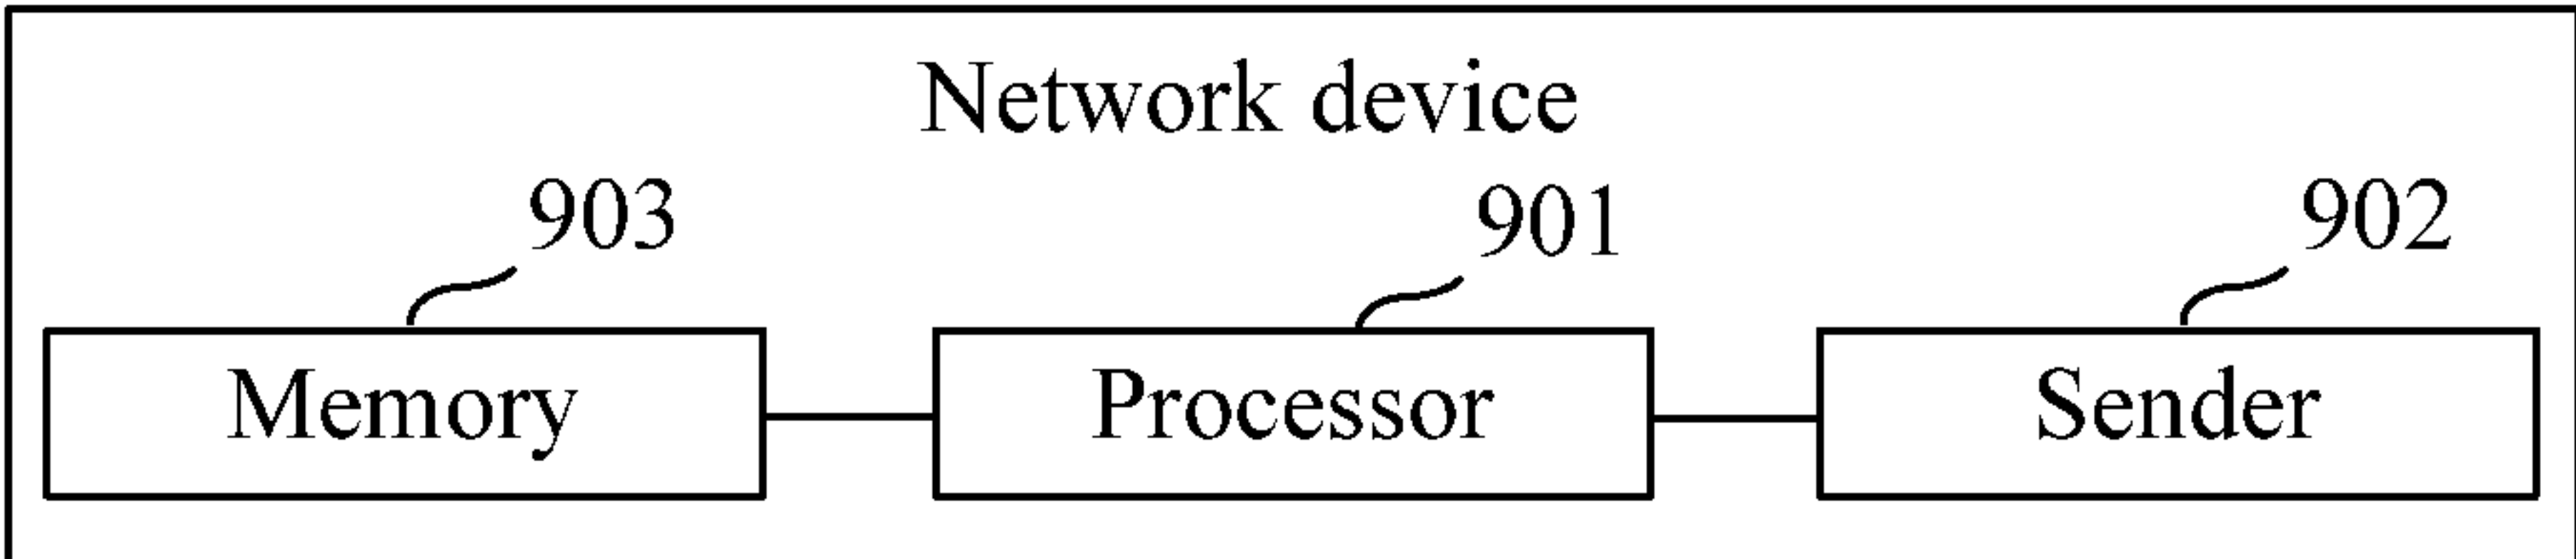 Network device
903
901
902
Memory
Processor
Sender